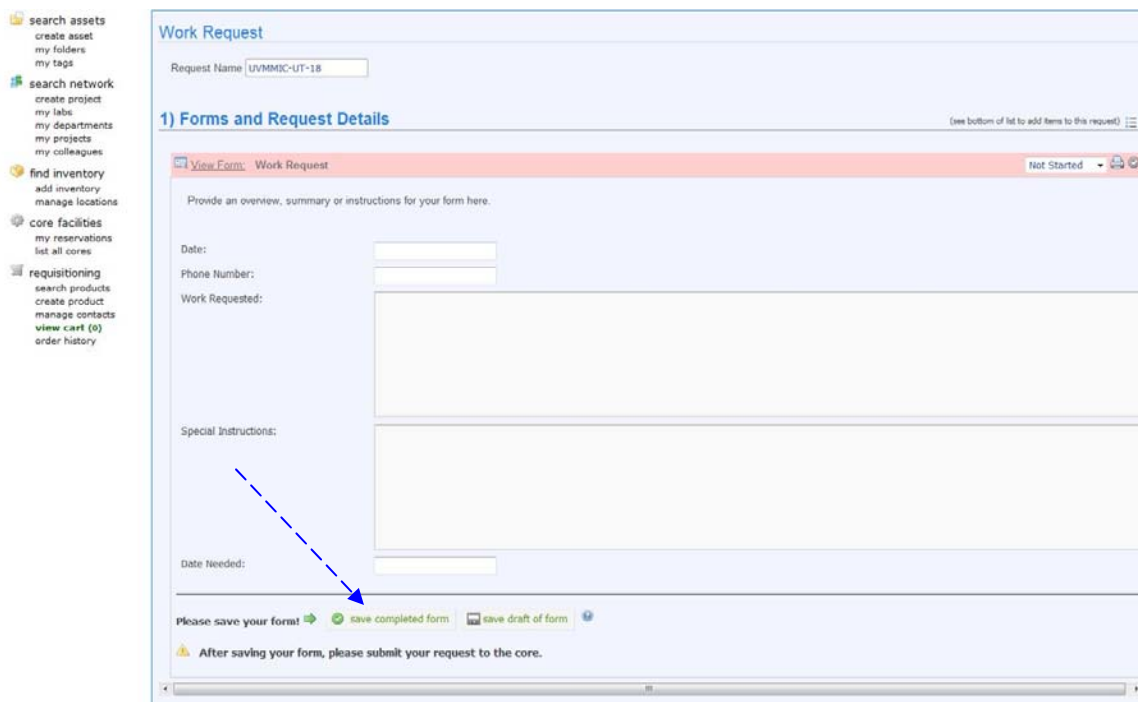 search assets
create asset
my folders
my tags
search network
create project
my labs
my departments
my projects
my colleagues
find inventory
add inventory
manage locations
core facilities
my reservations
list all cores
requisitioning
search products
create product
manage contacts
view cart (0)
order history
Work Request
Request Name UVMMIC-UT-18
1) Forms and Request Details
(see bottom of list to add items to this request)
View Form: Work Request
Not Started
Provide an overview, summary or instructions for your form here.
Date:
Phone Number:
Work Requested:
Special Instructions:
Date Needed:
Please save your form! save completed form save draft of form
After saving your form, please submit your request to the core.